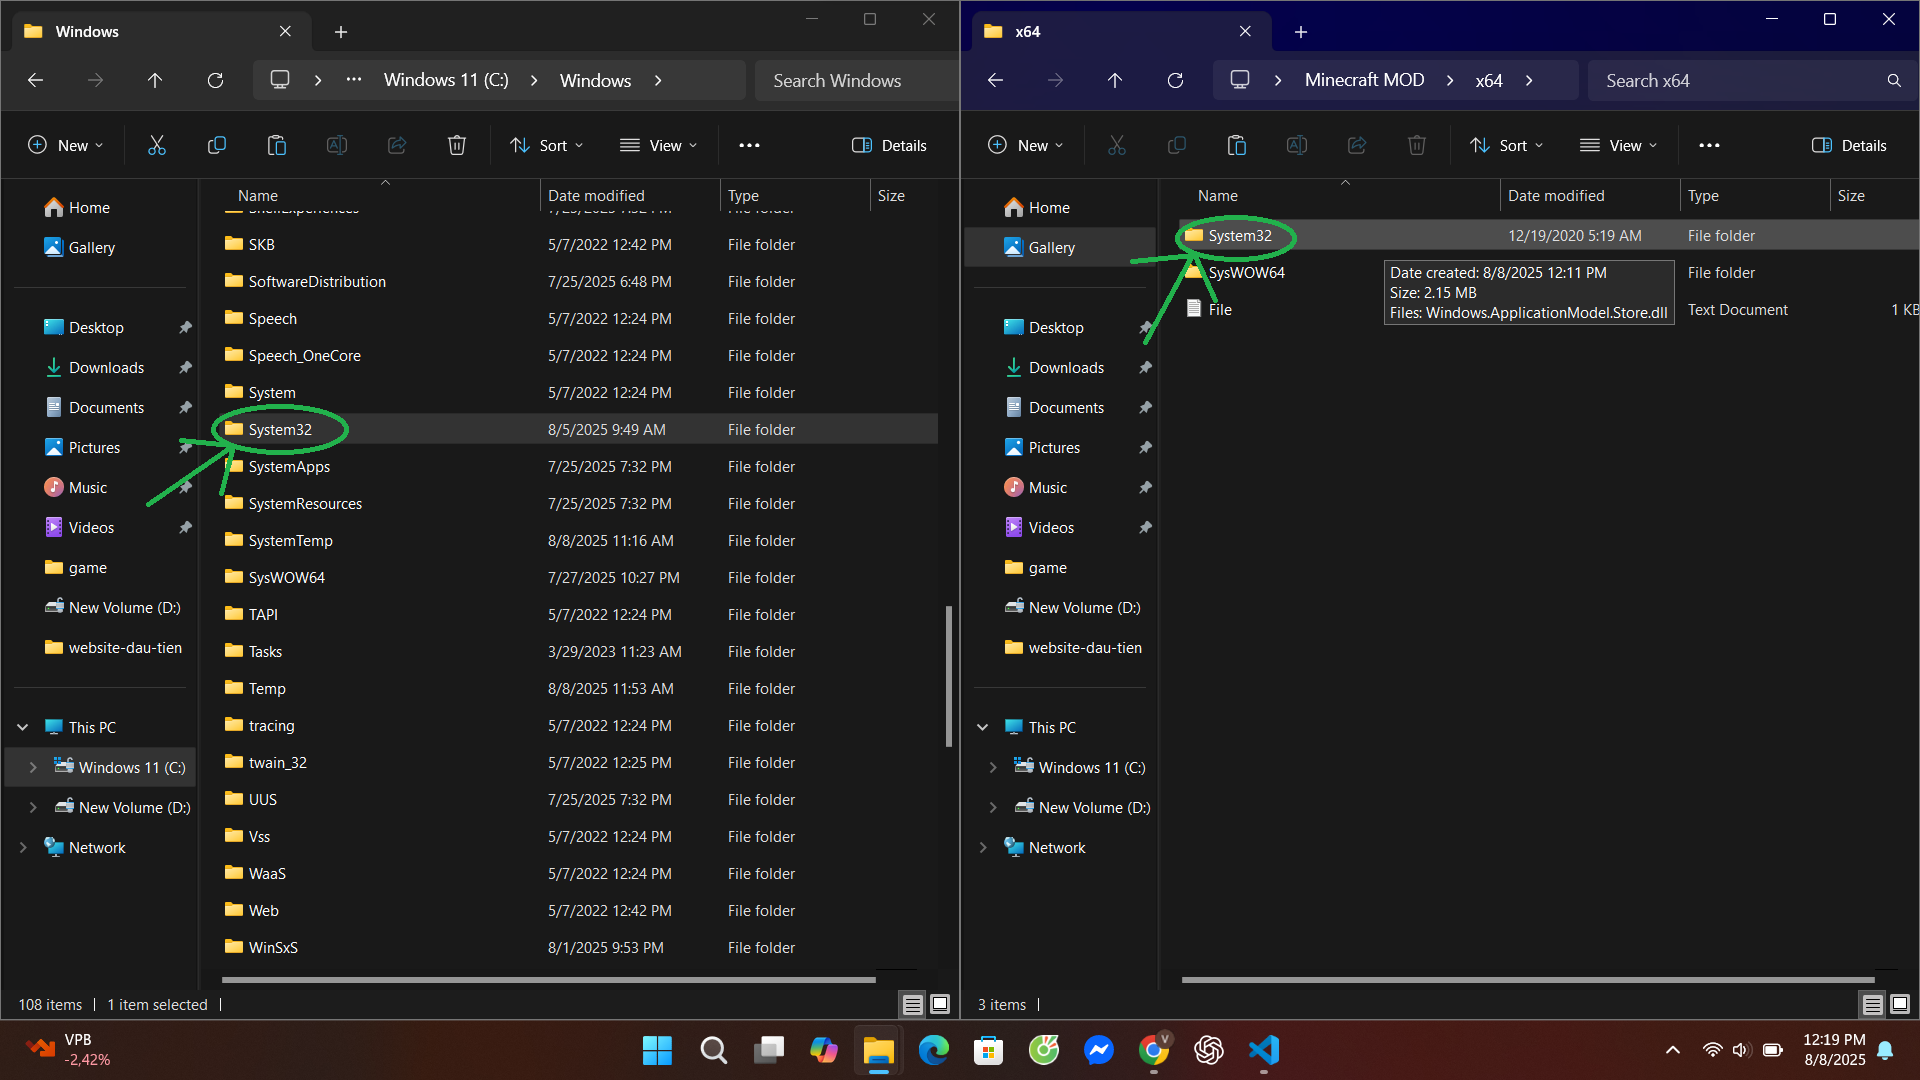 Windows
Windows 11 (C:) Windows
Search Windows
New
Sort
View
Details
Name Date modified Type Size
Home
Gallery
Desktop
Downloads
Documents
Pictures
Music
Videos
game
New Volume (D:)
website-dau-tien
This PC
Windows 11 (C:)
New Volume (D:)
Network
SKB 5/7/2022 12:42 PM File folder
SoftwareDistribution 7/25/2025 6:48 PM File folder
Speech 5/7/2022 12:24 PM File folder
Speech_OneCore 5/7/2022 12:24 PM File folder
System 5/7/2022 12:24 PM File folder
System32 8/5/2025 9:49 AM File folder
SystemApps 7/25/2025 7:32 PM File folder
SystemResources 7/25/2025 7:32 PM File folder
SystemTemp 8/8/2025 11:16 AM File folder
SysWOW64 7/27/2025 10:27 PM File folder
TAPI 5/7/2022 12:24 PM File folder
Tasks 3/29/2023 11:23 AM File folder
Temp 8/8/2025 11:53 AM File folder
tracing 5/7/2022 12:24 PM File folder
twain_32 5/7/2022 12:25 PM File folder
UUS 7/25/2025 7:32 PM File folder
Vss 5/7/2022 12:24 PM File folder
WaaS 5/7/2022 12:24 PM File folder
Web 5/7/2022 12:42 PM File folder
WinSxS 8/1/2025 9:53 PM File folder
108 items 1 item selected
x64
Minecraft MOD x64
Search x64
New
Sort
View
Details
Name Date modified Type Size
Home
Gallery
Desktop
Downloads
Documents
Pictures
Music
Videos
game
New Volume (D:)
website-dau-tien
This PC
Windows 11 (C:)
New Volume (D:)
Network
System32 12/19/2020 5:19 AM File folder
SysWOW64 File folder
File Text Document 1 KB
Date created: 8/8/2025 12:11 PM
Size: 2.15 MB
Files: Windows.ApplicationModel.Store.dll
3 items
VPB
-2,42%
V
12:19 PM
8/8/2025